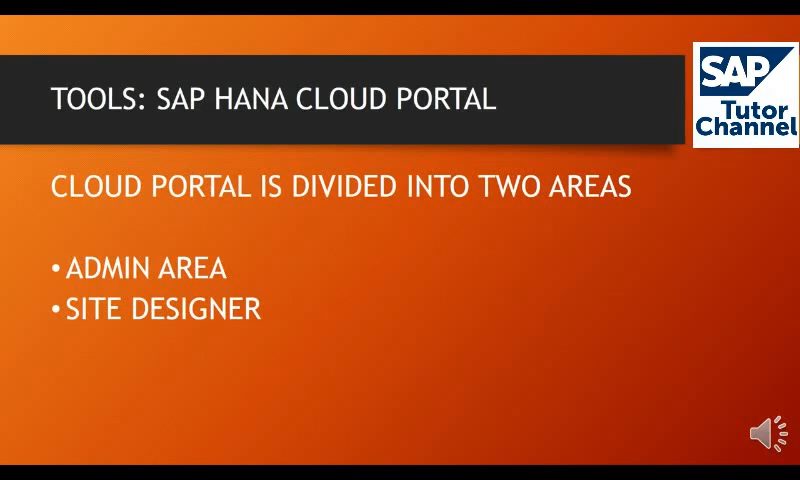 TOOLS: SAP HANA CLOUD PORTAL
SAP
Tutor
Channel
CLOUD PORTAL IS DIVIDED INTO TWO AREAS
•ADMIN AREA
•SITE DESIGNER